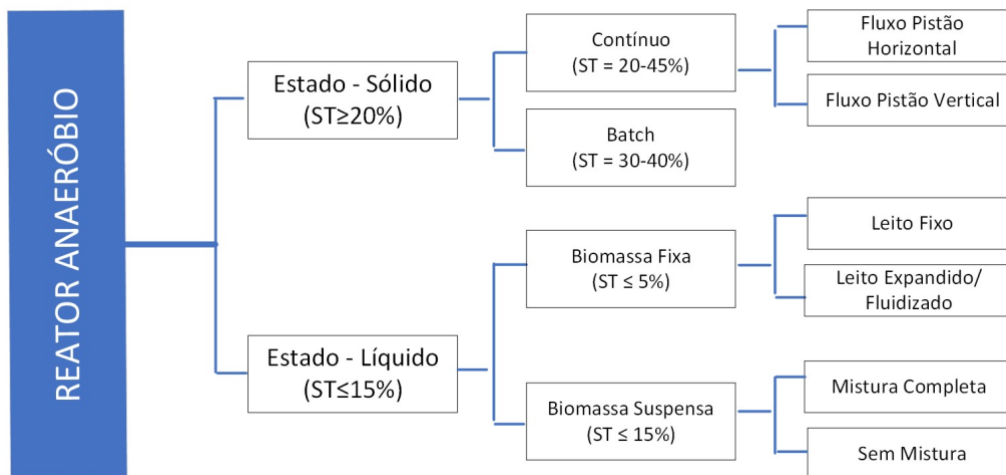 REATOR ANAERÓBIO
Estado - Sólido
(ST≥20%)
Contínuo
(ST = 20-45%)
Fluxo Pistão
Horizontal
Fluxo Pistão Vertical
Batch
(ST = 30-40%)
Estado - Líquido
(ST≤15%)
Biomassa Fixa
(ST ≤ 5%)
Leito Fixo
Leito Expandido/
Fluidizado
Biomassa Suspensa
(ST ≤ 15%)
Mistura Completa
Sem Mistura